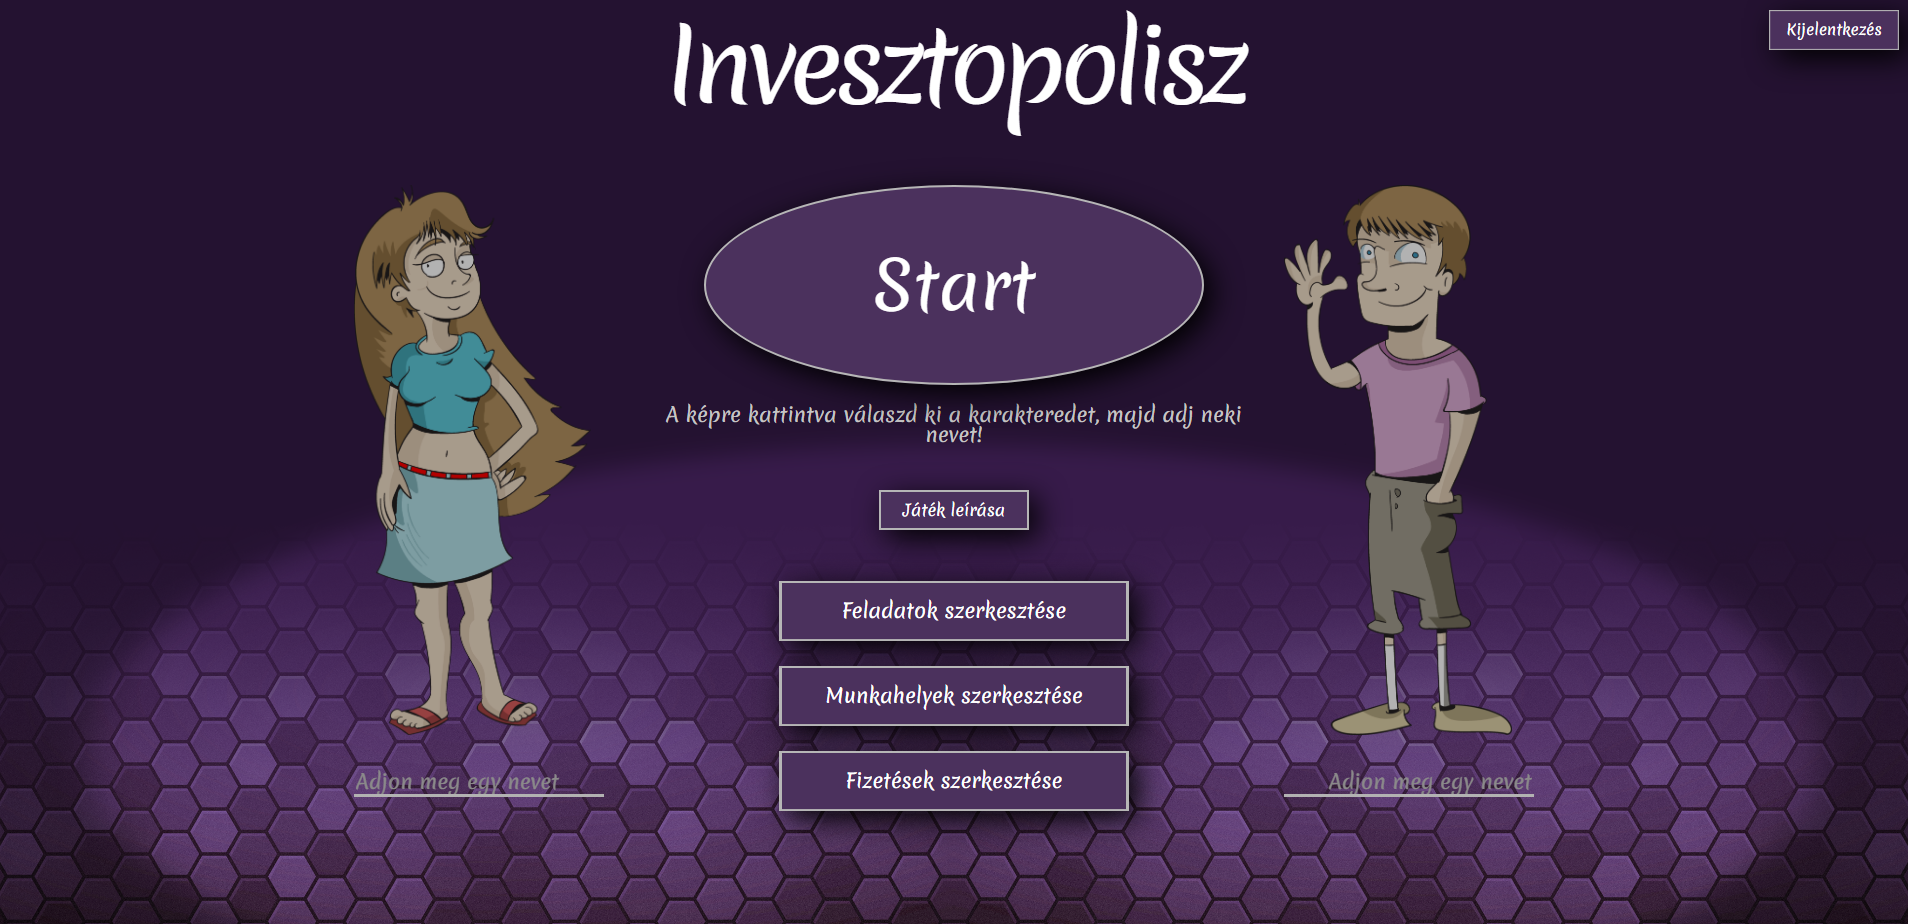 Invesztopolisz
Kijelentkezés
Start
A képre kattintva válaszd ki a karakteredet, majd adj neki
nevet!
Játék leírása
Feladatok szerkesztése
Munkahelyek szerkesztése
Fizetések szerkesztése
Adjon meg egy nevet
Adjon meg egy nevet